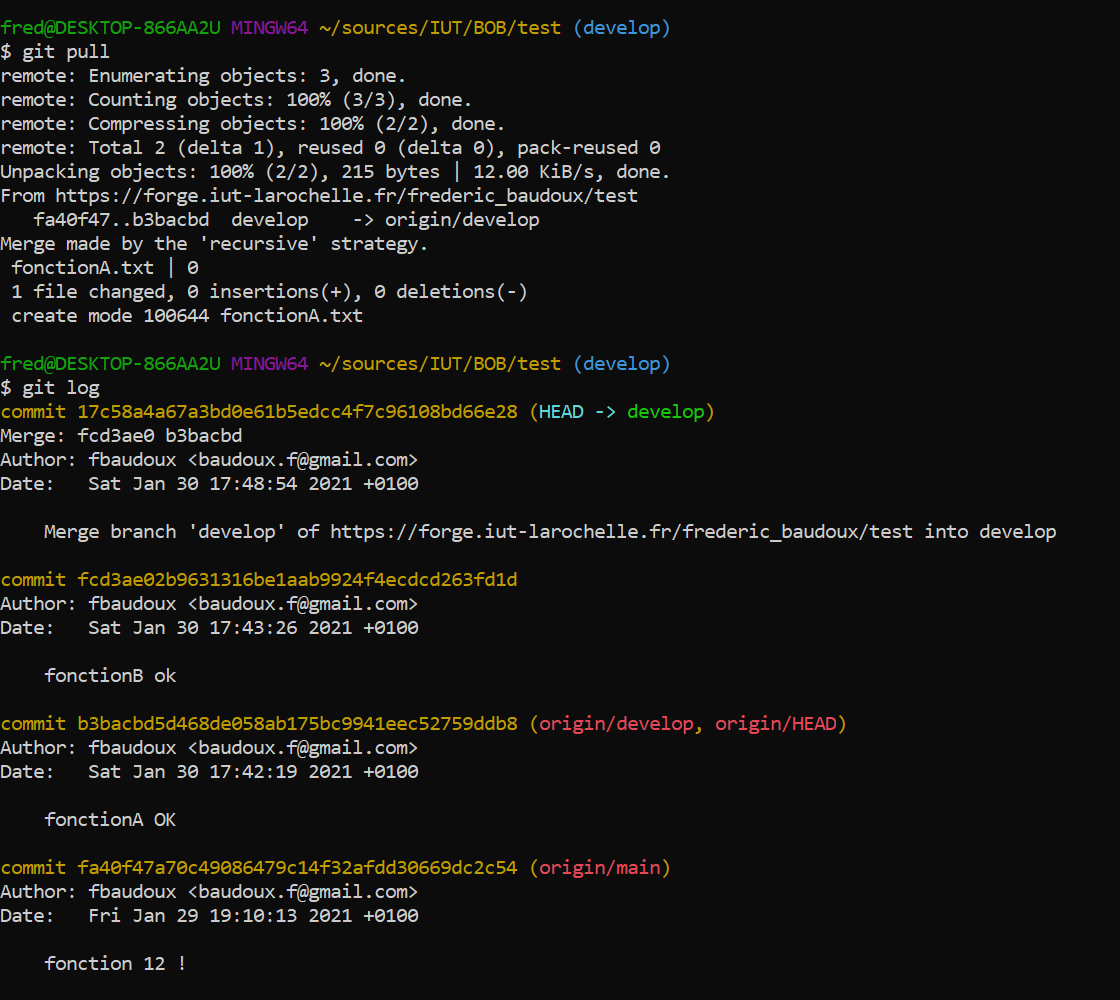 fred@DESKTOP-866AA2U MINGW64 ~/sources/IUT/BOB/test (develop)
$ git pull
remote: Enumerating objects: 3, done.
remote: Counting objects: 100% (3/3), done.
remote: Compressing objects: 100% (2/2), done.
remote: Total 2 (delta 1), reused 0 (delta 0), pack-reused 0
Unpacking objects: 100% (2/2), 215 bytes | 12.00 KiB/s, done.
From https://forge.iut-larochelle.fr/frederic_baudoux/test
   fa40f47..b3bacbd  develop    -> origin/develop
Merge made by the 'recursive' strategy.
 fonctionA.txt | 0
 1 file changed, 0 insertions(+), 0 deletions(-)
 create mode 100644 fonctionA.txt
fred@DESKTOP-866AA2U MINGW64 ~/sources/IUT/BOB/test (develop)
$ git log
commit 17c58a4a67a3bd0e61b5edcc4f7c96108bd66e28 (HEAD -> develop)
Merge: fcd3ae0 b3bacbd
Author: fbaudoux <baudoux.f@gmail.com>
Date:   Sat Jan 30 17:48:54 2021 +0100
    Merge branch 'develop' of https://forge.iut-larochelle.fr/frederic_baudoux/test into develop
commit fcd3ae02b9631316be1aab9924f4ecdcd263fd1d
Author: fbaudoux <baudoux.f@gmail.com>
Date:   Sat Jan 30 17:43:26 2021 +0100
    fonctionB ok
commit b3bacbd5d468de058ab175bc9941eec52759ddb8 (origin/develop, origin/HEAD)
Author: fbaudoux <baudoux.f@gmail.com>
Date:   Sat Jan 30 17:42:19 2021 +0100
    fonctionA OK
commit fa40f47a70c49086479c14f32afdd30669dc2c54 (origin/main)
Author: fbaudoux <baudoux.f@gmail.com>
Date:   Fri Jan 29 19:10:13 2021 +0100
    fonction 12 !